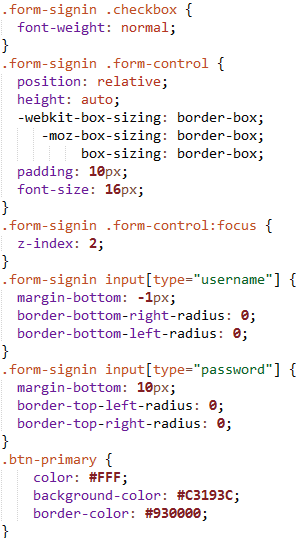 .form-signin .checkbox {
  font-weight: normal;
}
.form-signin .form-control {
  position: relative;
  height: auto;
  -webkit-box-sizing: border-box;
     -moz-box-sizing: border-box;
          box-sizing: border-box;
  padding: 10px;
  font-size: 16px;
}
.form-signin .form-control:focus {
  z-index: 2;
}
.form-signin input[type="username"] {
  margin-bottom: -1px;
  border-bottom-right-radius: 0;
  border-bottom-left-radius: 0;
}
.form-signin input[type="password"] {
  margin-bottom: 10px;
  border-top-left-radius: 0;
  border-top-right-radius: 0;
}
.btn-primary {
    color: #FFF;
    background-color: #C3193C;
    border-color: #930000;
}